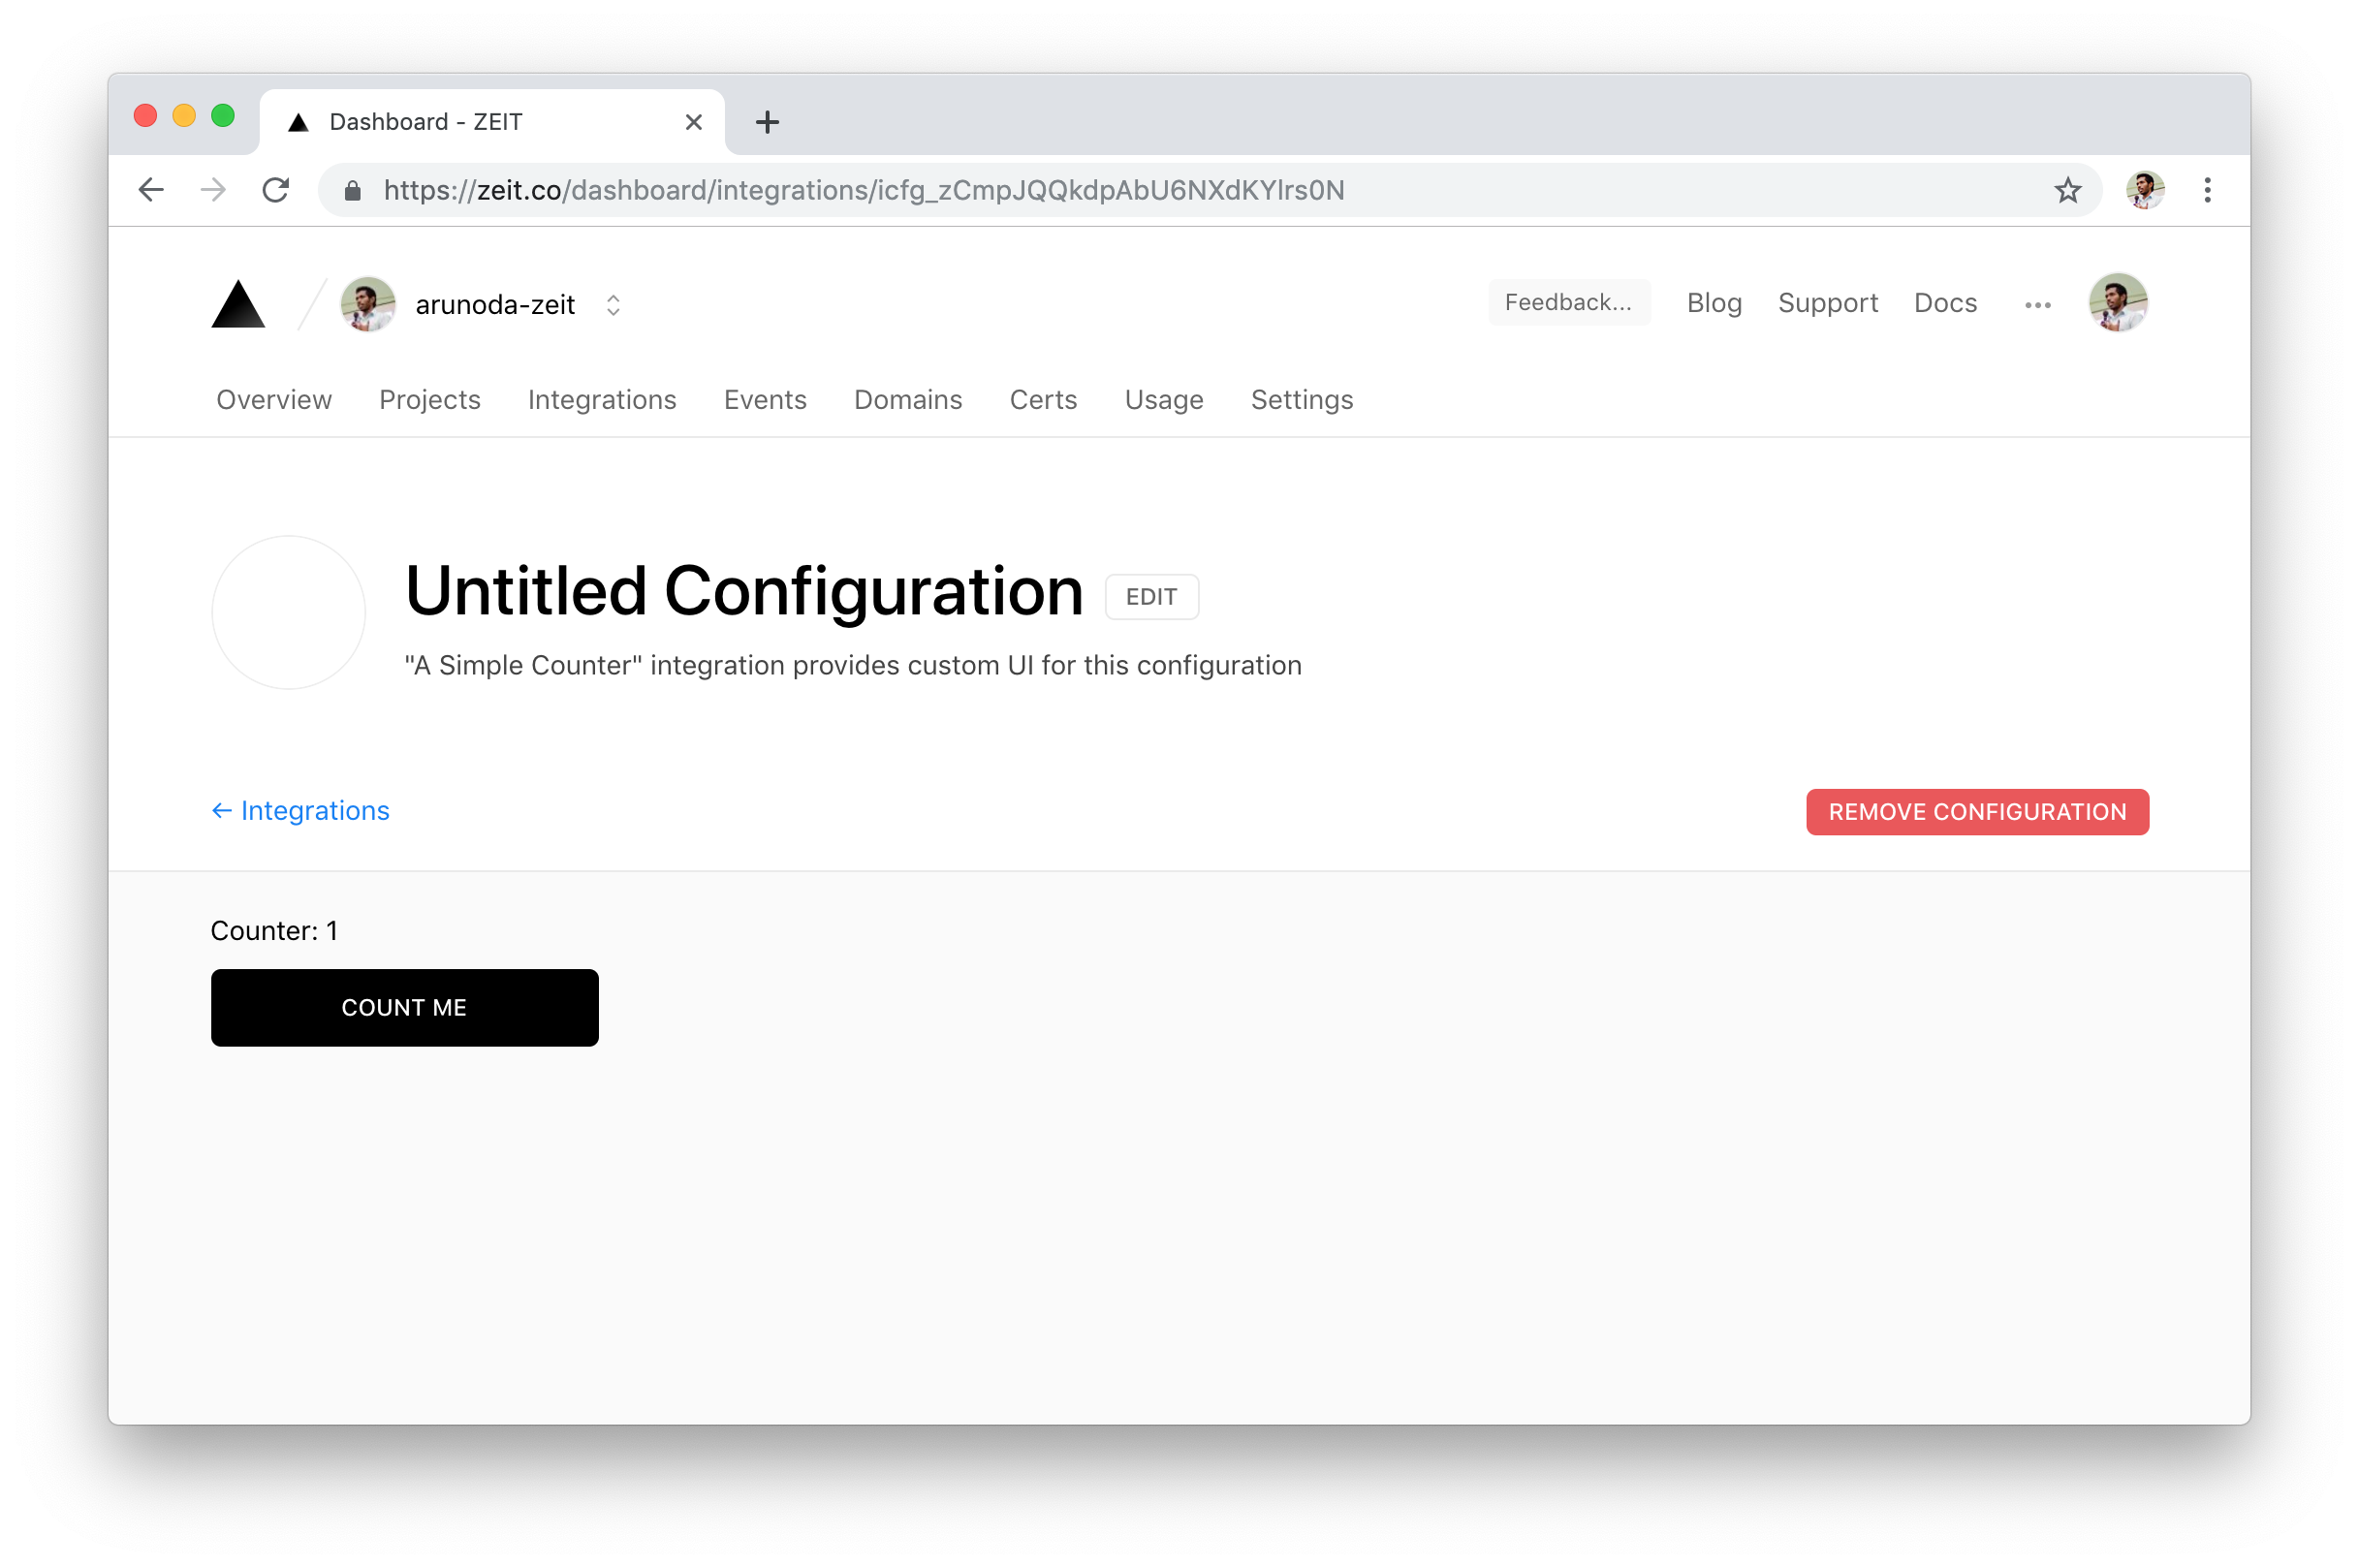 Dashboard - ZEIT
https://zeit.co/dashboard/integrations/icfg_zCmpJQQkdpAbU6NXdKYlrs0N
arunoda-zeit
Feedback... Blog Support Docs
Overview Projects Integrations Events Domains Certs Usage Settings
Untitled Configuration EDIT
"A Simple Counter" integration provides custom UI for this configuration
← Integrations REMOVE CONFIGURATION
Counter: 1
COUNT ME